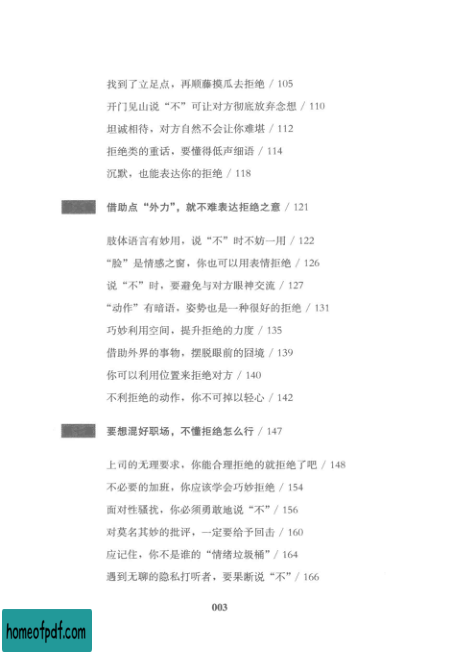 找到了立足点，再顺藤摸瓜去拒绝 / 105
开门见山说“不”可让对方彻底放弃念想 / 110
坦诚相待，对方自然不会让你难堪 / 112
拒绝类的重话，要懂得低声细语 / 114
沉默，也能表达你的拒绝 / 118
第六章 借助点“外力”，就不难表达拒绝之意 / 121
肢体语言有妙用，说“不”时不妨一用 / 122
“脸”是情感之窗，你也可以用表情拒绝 / 126
说“不”时，要避免与对方眼神交流 / 127
“动作”有暗语，姿势也是一种很好的拒绝 / 131
巧妙利用空间，提升拒绝的力度 / 135
借助外界的事物，摆脱眼前的囧境 / 139
你可以利用位置来拒绝对方 / 140
不利拒绝的动作，你不可掉以轻心 / 142
第七章 要想混好职场，不懂拒绝怎么行 / 147
上司的无理要求，你能合理拒绝的就拒绝了吧 / 148
不必要的加班，你应该学会巧妙拒绝 / 154
面对性骚扰，你必须勇敢地说“不”/ 156
对莫名其妙的批评，一定要给予回击 / 160
应记住，你不是谁的“情绪垃圾桶”/ 164
遇到无聊的隐私打听者，要果断说“不”/ 166
003
homeofpdf.com